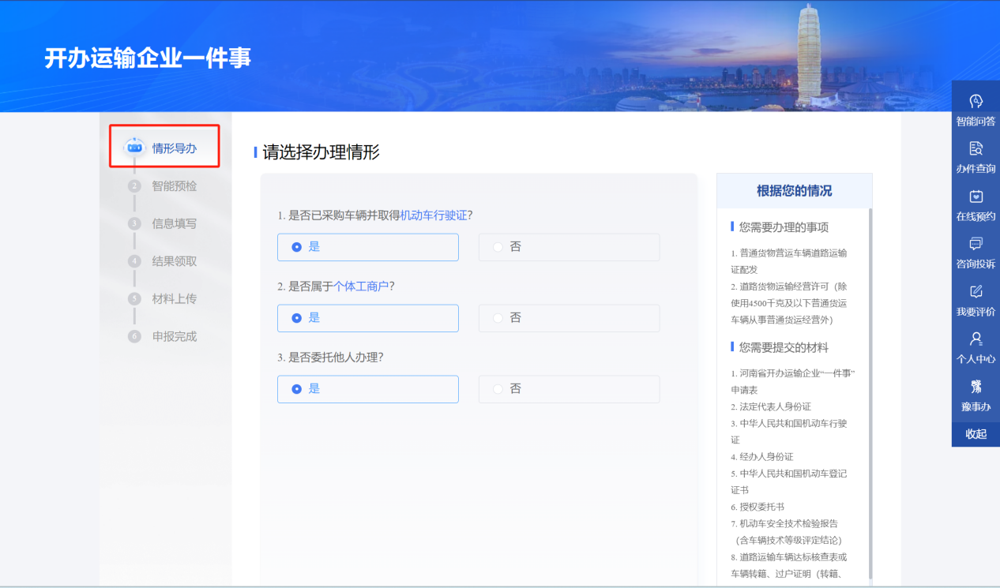 开办运输企业一件事
情形导办
2 智能预检
3 信息填写
4 结果领取
5 材料上传
6 申报完成
请选择办理情形
1. 是否已采购车辆并取得机动车行驶证?
是 否
2. 是否属于个体工商户?
是 否
3. 是否委托他人办理?
是 否
根据您的情况
您需要办理的事项
1. 普通货物营运车辆道路运输
证配发
2. 道路货物运输经营许可（除
使用4500千克及以下普通货运
车辆从事普通货运经营外）
您需要提交的材料
1. 河南省开办运输企业“一件事”
申请表
2. 法定代表人身份证
3. 中华人民共和国机动车行驶
证
4. 经办人身份证
5. 中华人民共和国机动车登记
证书
6. 授权委托书
7. 机动车安全技术检验报告
（含车辆技术等级评定结论）
8. 道路运输车辆达标核查表或
车辆转籍、过户证明（转籍、
智能问答
办件查询
在线预约
咨询投诉
我要评价
个人中心
豫事办
收起